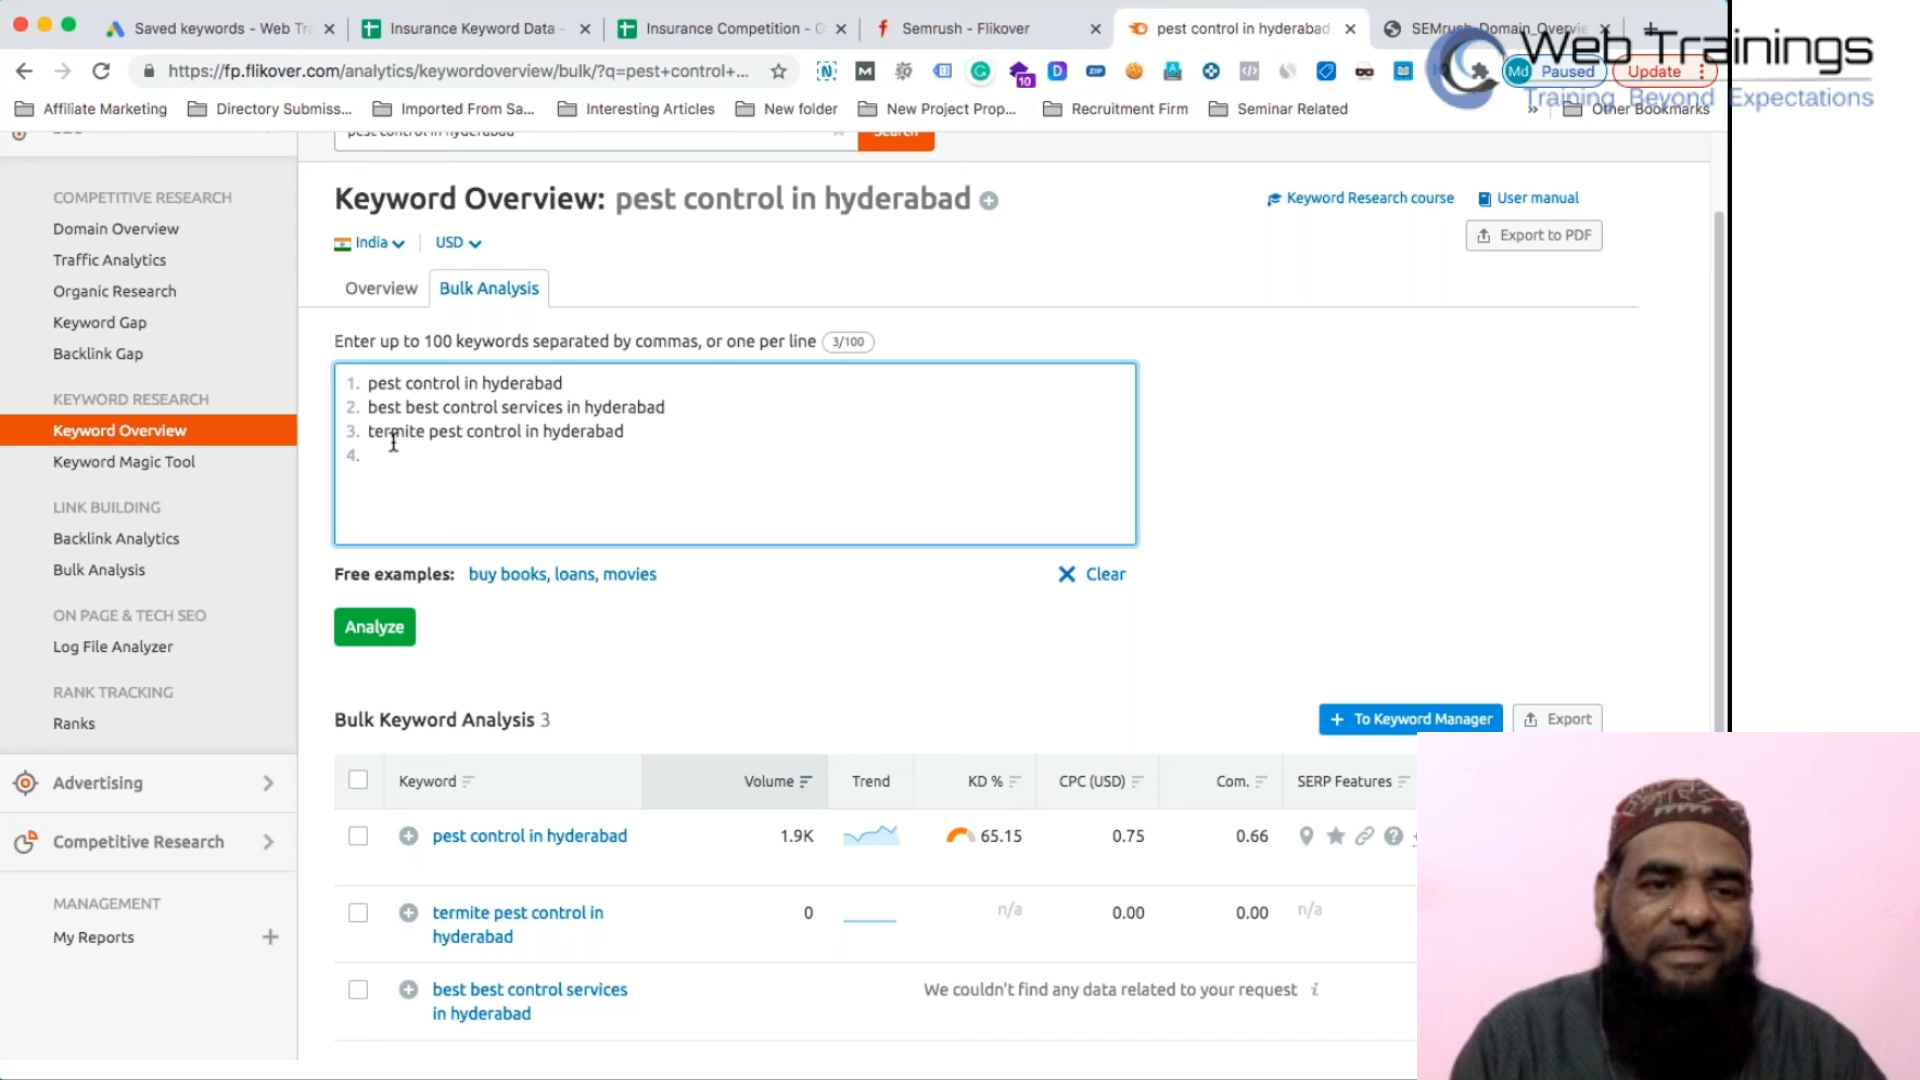 Saved keywords - Web Tr
Insurance Keyword Data -
Insurance Competition - G
Semrush - Flikover
pest control in hyderabad
SEMrush-Domain_Overvie
Web Trainings
Training Beyond Expectations
https://fp.flikover.com/analytics/keywordoverview/bulk/?q=pest+control+...
10
Md Paused
Update
Affiliate Marketing
Directory Submiss...
Imported From Sa...
Interesting Articles
New folder
New Project Prop...
Recruitment Firm
Seminar Related
»
Other Bookmarks
pest control in hyderabad
Search
Keyword Overview: pest control in hyderabad
Keyword Research course
User manual
Export to PDF
India
USD
Overview
Bulk Analysis
Enter up to 100 keywords separated by commas, or one per line 3/100
1. pest control in hyderabad
2. best best control services in hyderabad
3. termite pest control in hyderabad
4.
Free examples: buy books, loans, movies
Clear
Analyze
COMPETITIVE RESEARCH
Domain Overview
Traffic Analytics
Organic Research
Keyword Gap
Backlink Gap
KEYWORD RESEARCH
Keyword Overview
Keyword Magic Tool
LINK BUILDING
Backlink Analytics
Bulk Analysis
ON PAGE & TECH SEO
Log File Analyzer
RANK TRACKING
Ranks
Advertising
Competitive Research
MANAGEMENT
My Reports
Bulk Keyword Analysis 3
+ To Keyword Manager
Export
Keyword Volume Trend KD % CPC (USD) Com. SERP Features
pest control in hyderabad 1.9K 65.15 0.75 0.66
termite pest control in 0 n/a 0.00 0.00 n/a
hyderabad
best best control services We couldn't find any data related to your request i
in hyderabad